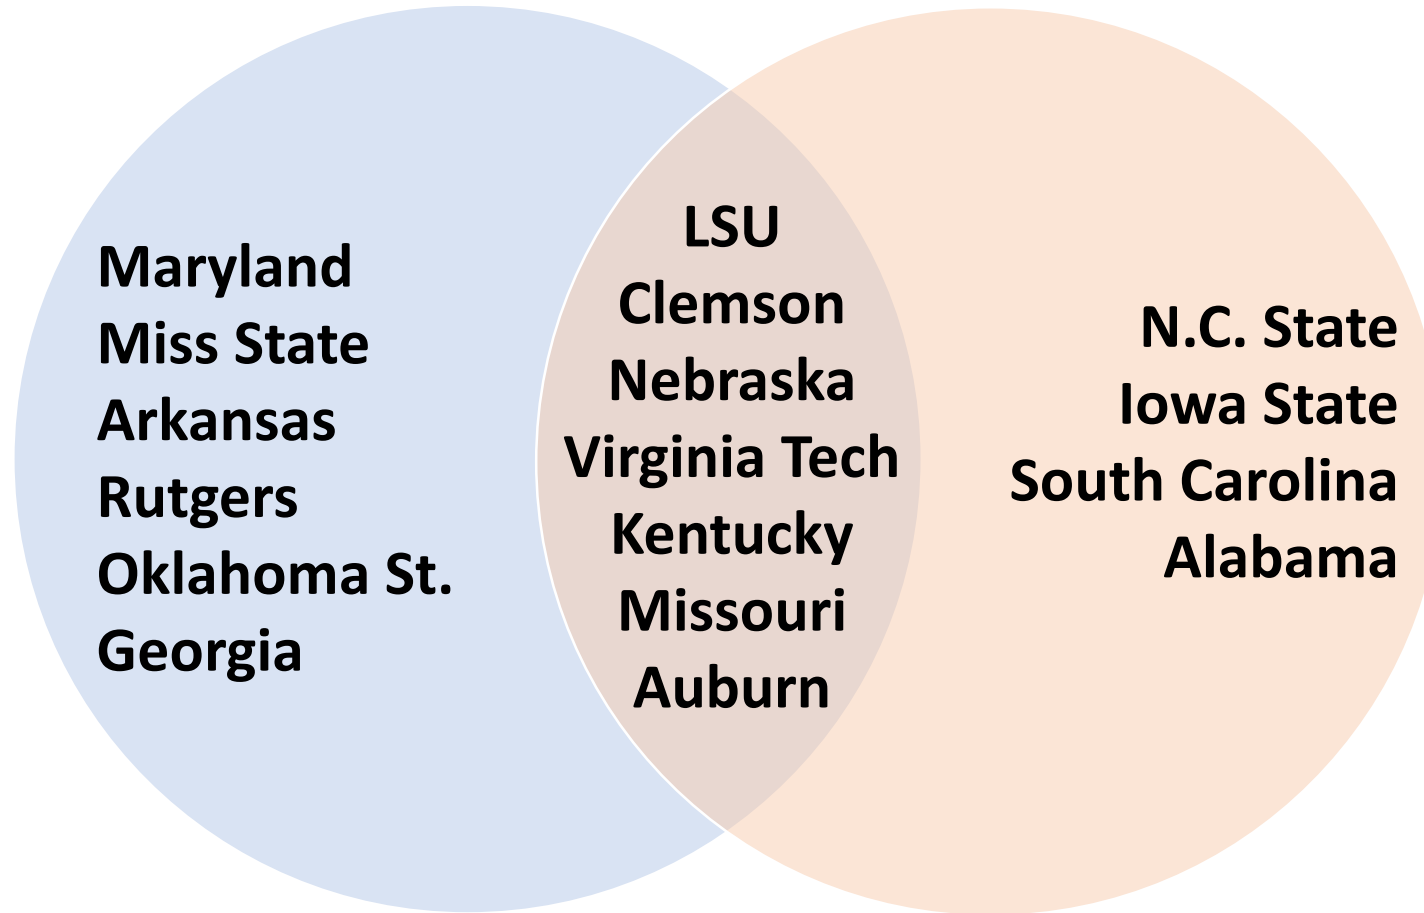 Maryland
Miss State
Arkansas
Rutgers
Oklahoma St.
Georgia
LSU
Clemson
Nebraska
Virginia Tech
Kentucky
Missouri
Auburn
N.C. State
Iowa State
South Carolina
Alabama